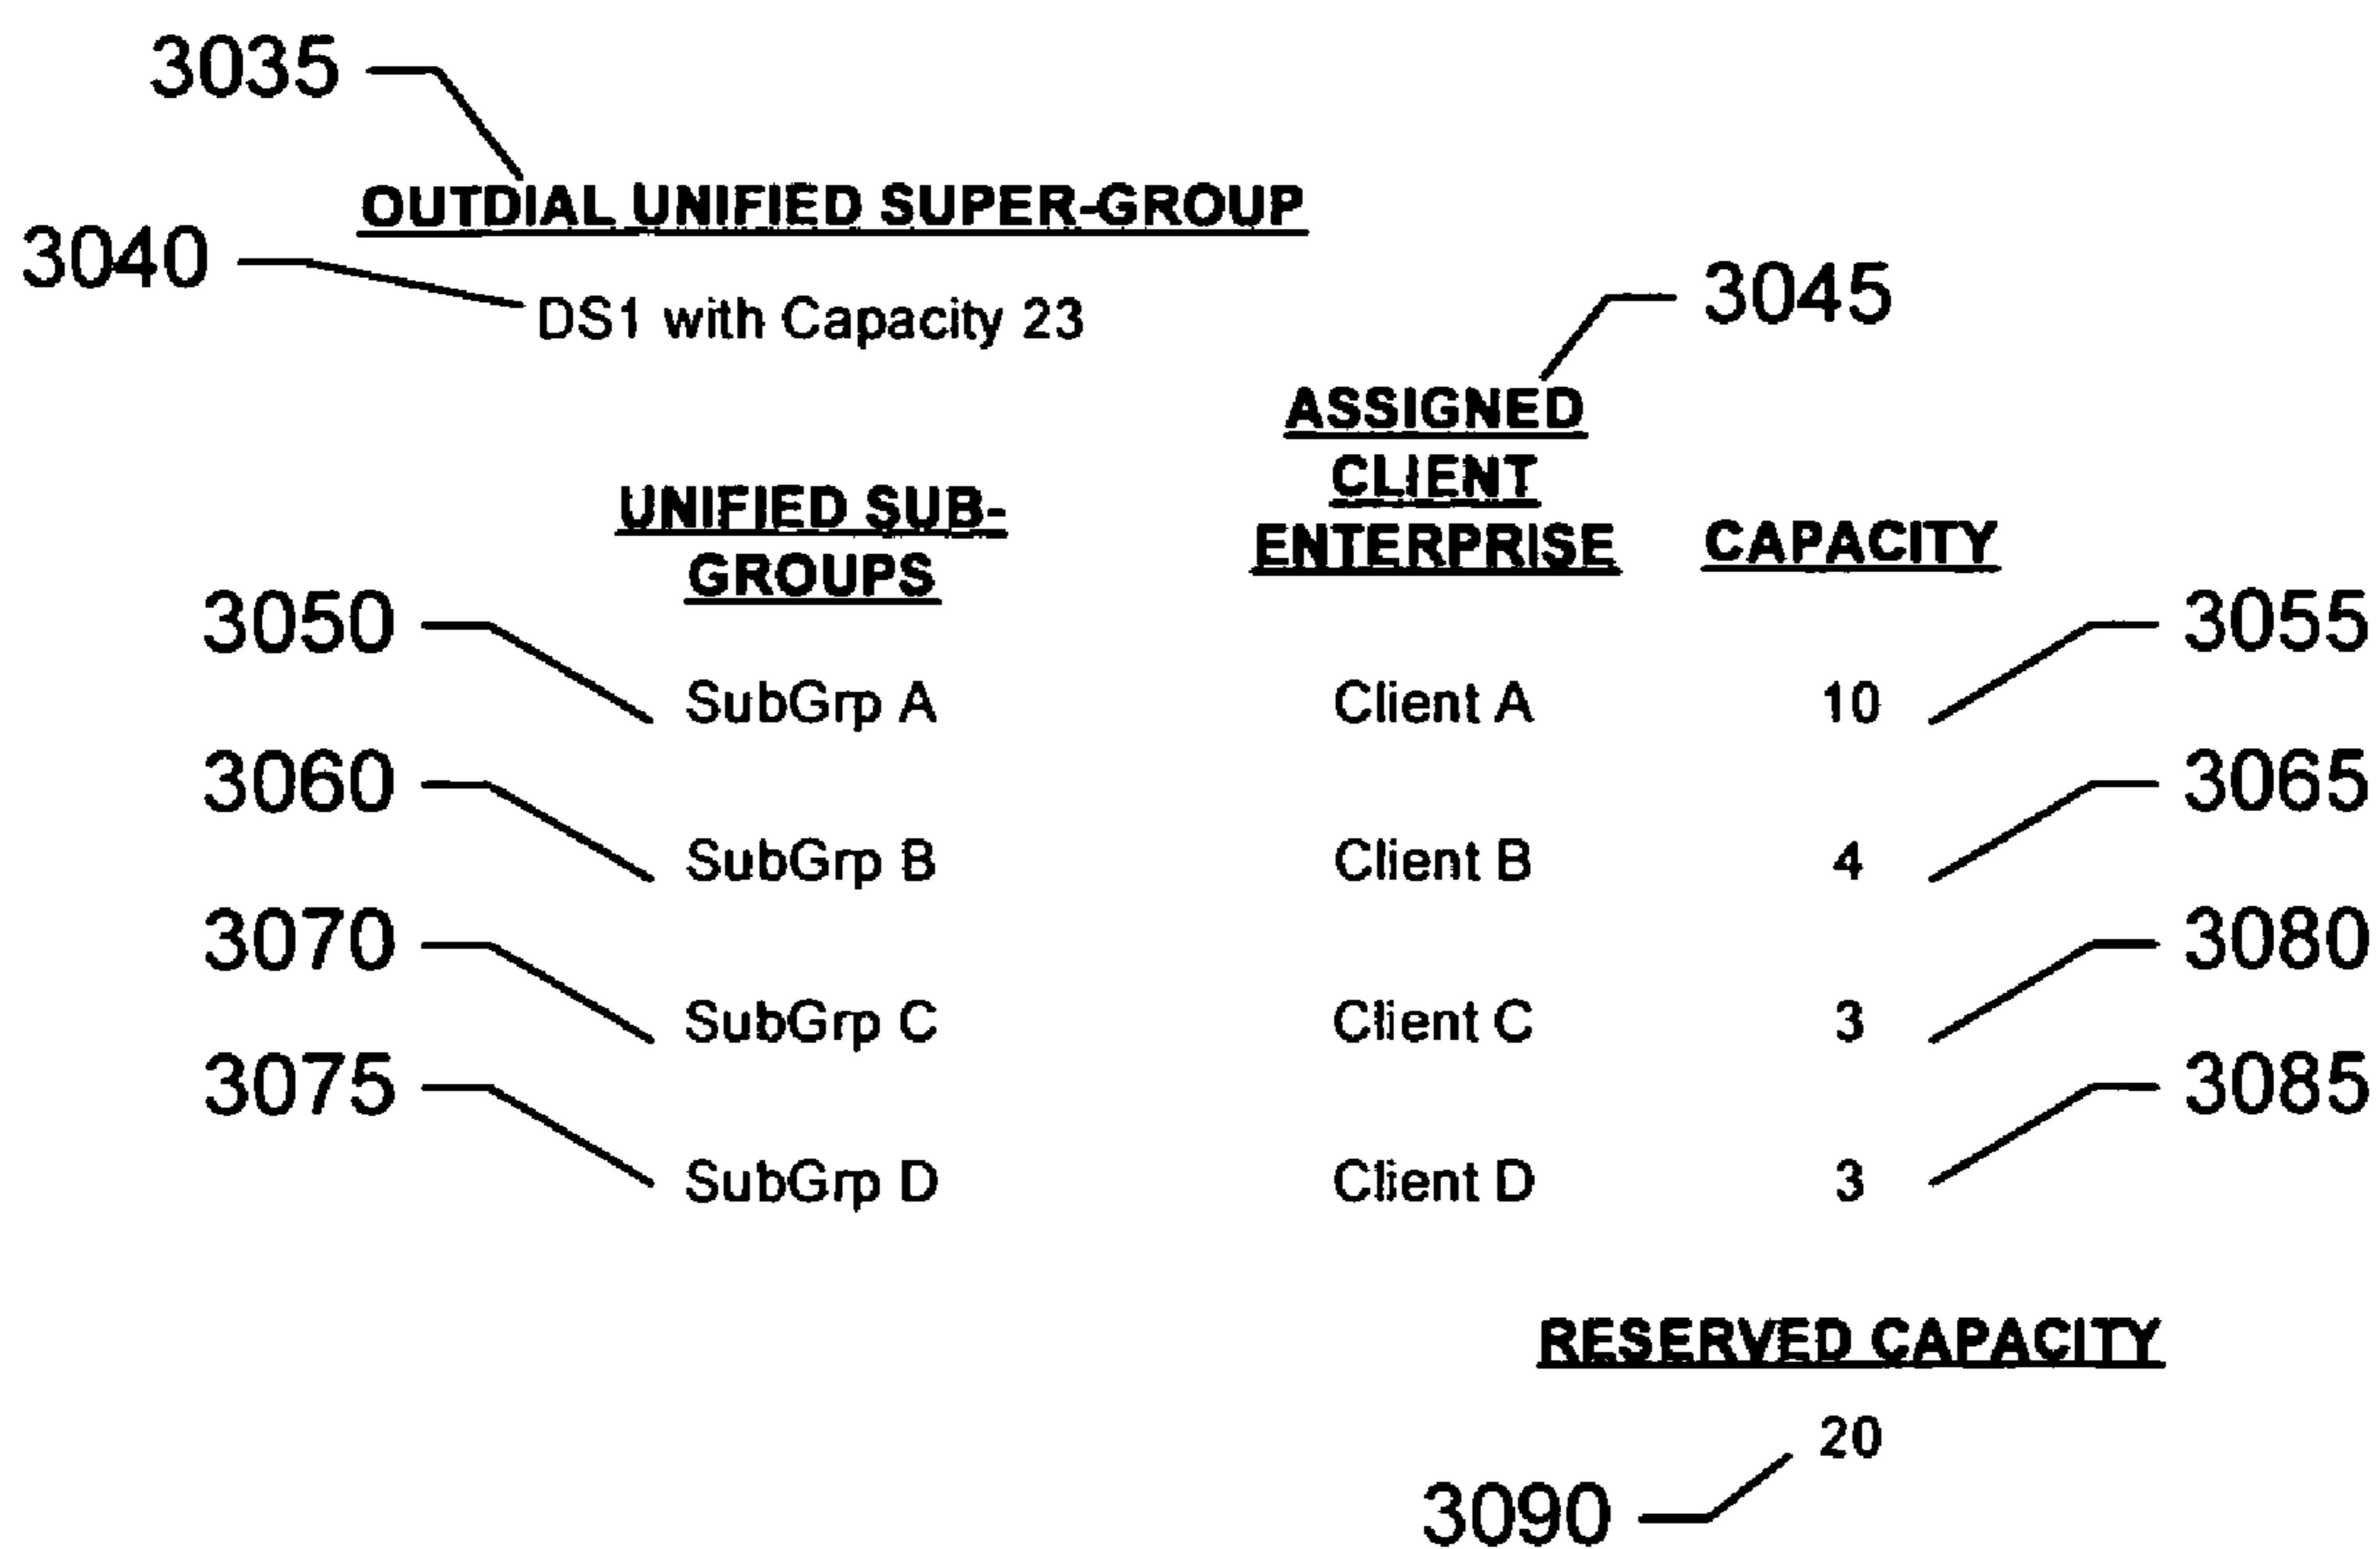 3035
OUTDIAL UNIFIED SUPER-GROUP
3040
DS1 with Capacity 23
3045
ASSIGNED
CLIENT
ENTERPRISE
UNIFIED SUB-
GROUPS
CAPACITY
3050
3055
SubGrp A Client A 10
3060
3065
SubGrp B Client B 4
3070
3080
SubGrp C Client C 3
3075
3085
SubGrp D Client D 3
RESERVED CAPACITY
20
3090